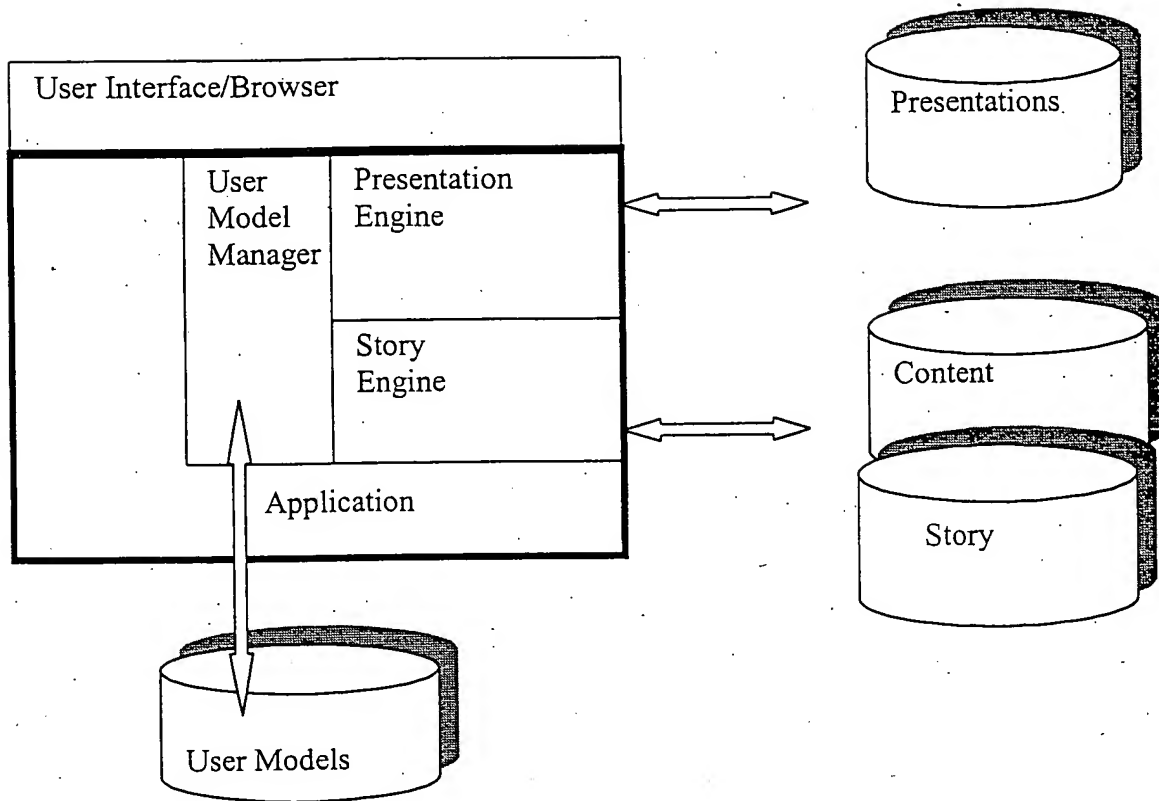 User Interface/Browser
Presentations
User
Model
Manager
Presentation
Engine
Story
Engine
Content
Application
Story
User Models